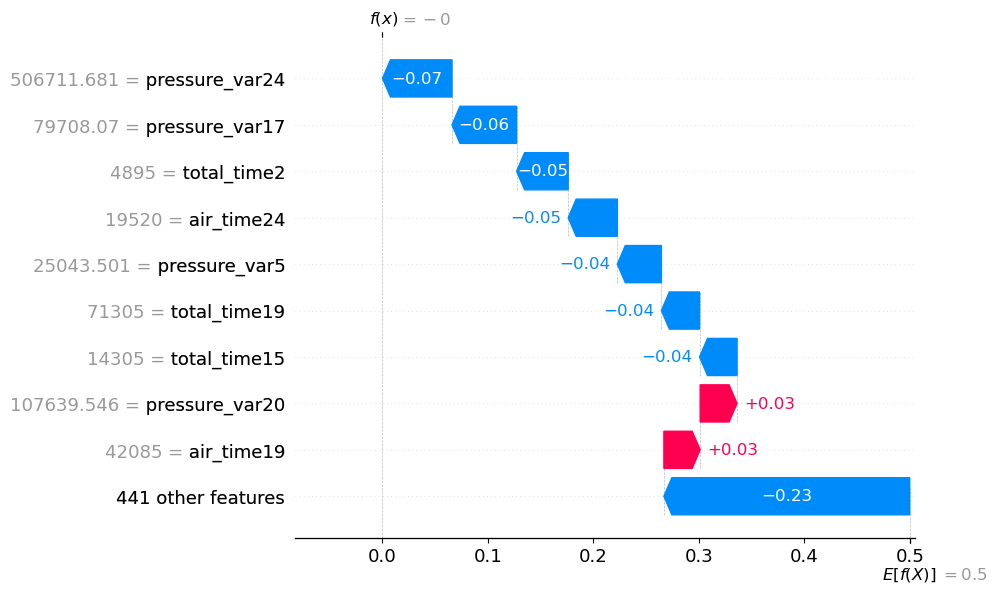 f(x) = −0
506711.681 = pressure_var24 −0.07
79708.07 = pressure_var17 −0.06
4895 = total_time2 −0.05
19520 = air_time24 −0.05
25043.501 = pressure_var5 −0.04
71305 = total_time19 −0.04
14305 = total_time15 −0.04
107639.546 = pressure_var20 +0.03
42085 = air_time19 +0.03
441 other features −0.23
0.0 0.1 0.2 0.3 0.4 0.5
E[f(X)] = 0.5